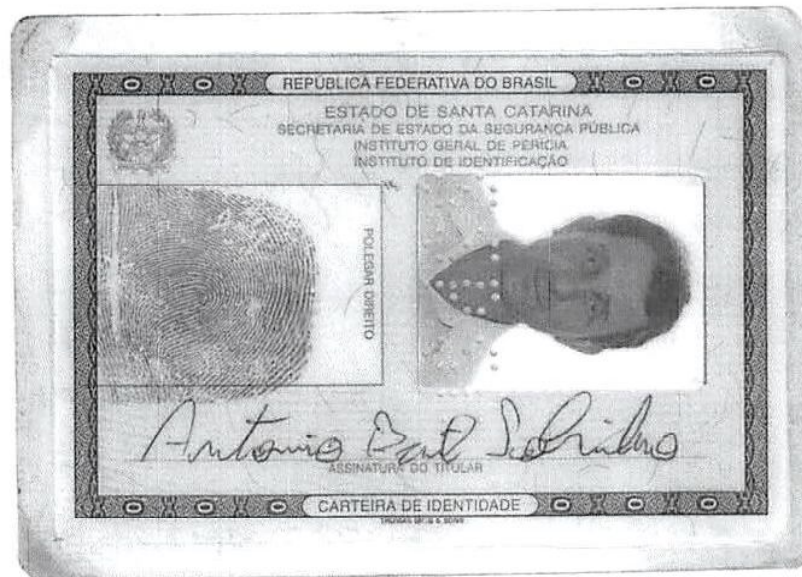 REPÚBLICA FEDERATIVA DO BRASIL
ESTADO DE SANTA CATARINA
SECRETARIA DE ESTADO DA SEGURANÇA PÚBLICA
INSTITUTO GERAL DE PERÍCIA
INSTITUTO DE IDENTIFICAÇÃO
POLEGAR DIREITO
Antonio
ASSINATURA DO TITULAR
CARTEIRA DE IDENTIDADE